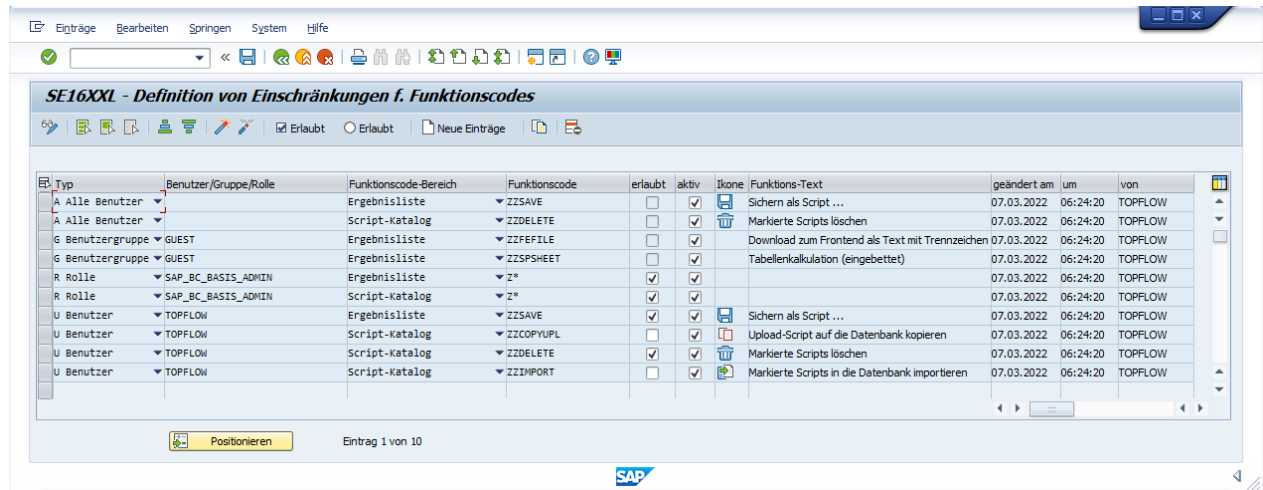 Einträge Bearbeiten Springen System Hilfe
SE16XXL - Definition von Einschränkungen f. Funktionscodes
Erlaubt Erlaubt Neue Einträge
Typ Benutzer/Gruppe/Rolle Funktionscode-Bereich Funktionscode erlaubt aktiv Ikone Funktions-Text geändert am um von
A Alle Benutzer Ergebnisliste ZZSAVE Sichern als Script ... 07.03.2022 06:24:20 TOPFLOW
A Alle Benutzer Script-Katalog ZZDELETE Markierte Scripts löschen 07.03.2022 06:24:20 TOPFLOW
G Benutzergruppe GUEST Ergebnisliste ZZFEFILE Download zum Frontend als Text mit Trennzeichen 07.03.2022 06:24:20 TOPFLOW
G Benutzergruppe GUEST Ergebnisliste ZZSPSHEET Tabellenkalkulation (eingebettet) 07.03.2022 06:24:20 TOPFLOW
R Rolle SAP_BC_BASIS_ADMIN Ergebnisliste Z* 07.03.2022 06:24:20 TOPFLOW
R Rolle SAP_BC_BASIS_ADMIN Script-Katalog Z* 07.03.2022 06:24:20 TOPFLOW
U Benutzer TOPFLOW Ergebnisliste ZZSAVE Sichern als Script ... 07.03.2022 06:24:20 TOPFLOW
U Benutzer TOPFLOW Script-Katalog ZZCOPYUPL Upload-Script auf die Datenbank kopieren 07.03.2022 06:24:20 TOPFLOW
U Benutzer TOPFLOW Script-Katalog ZZDELETE Markierte Scripts löschen 07.03.2022 06:24:20 TOPFLOW
U Benutzer TOPFLOW Script-Katalog ZZIMPORT Markierte Scripts in die Datenbank importieren 07.03.2022 06:24:20 TOPFLOW
Positionieren Eintrag 1 von 10
SAP